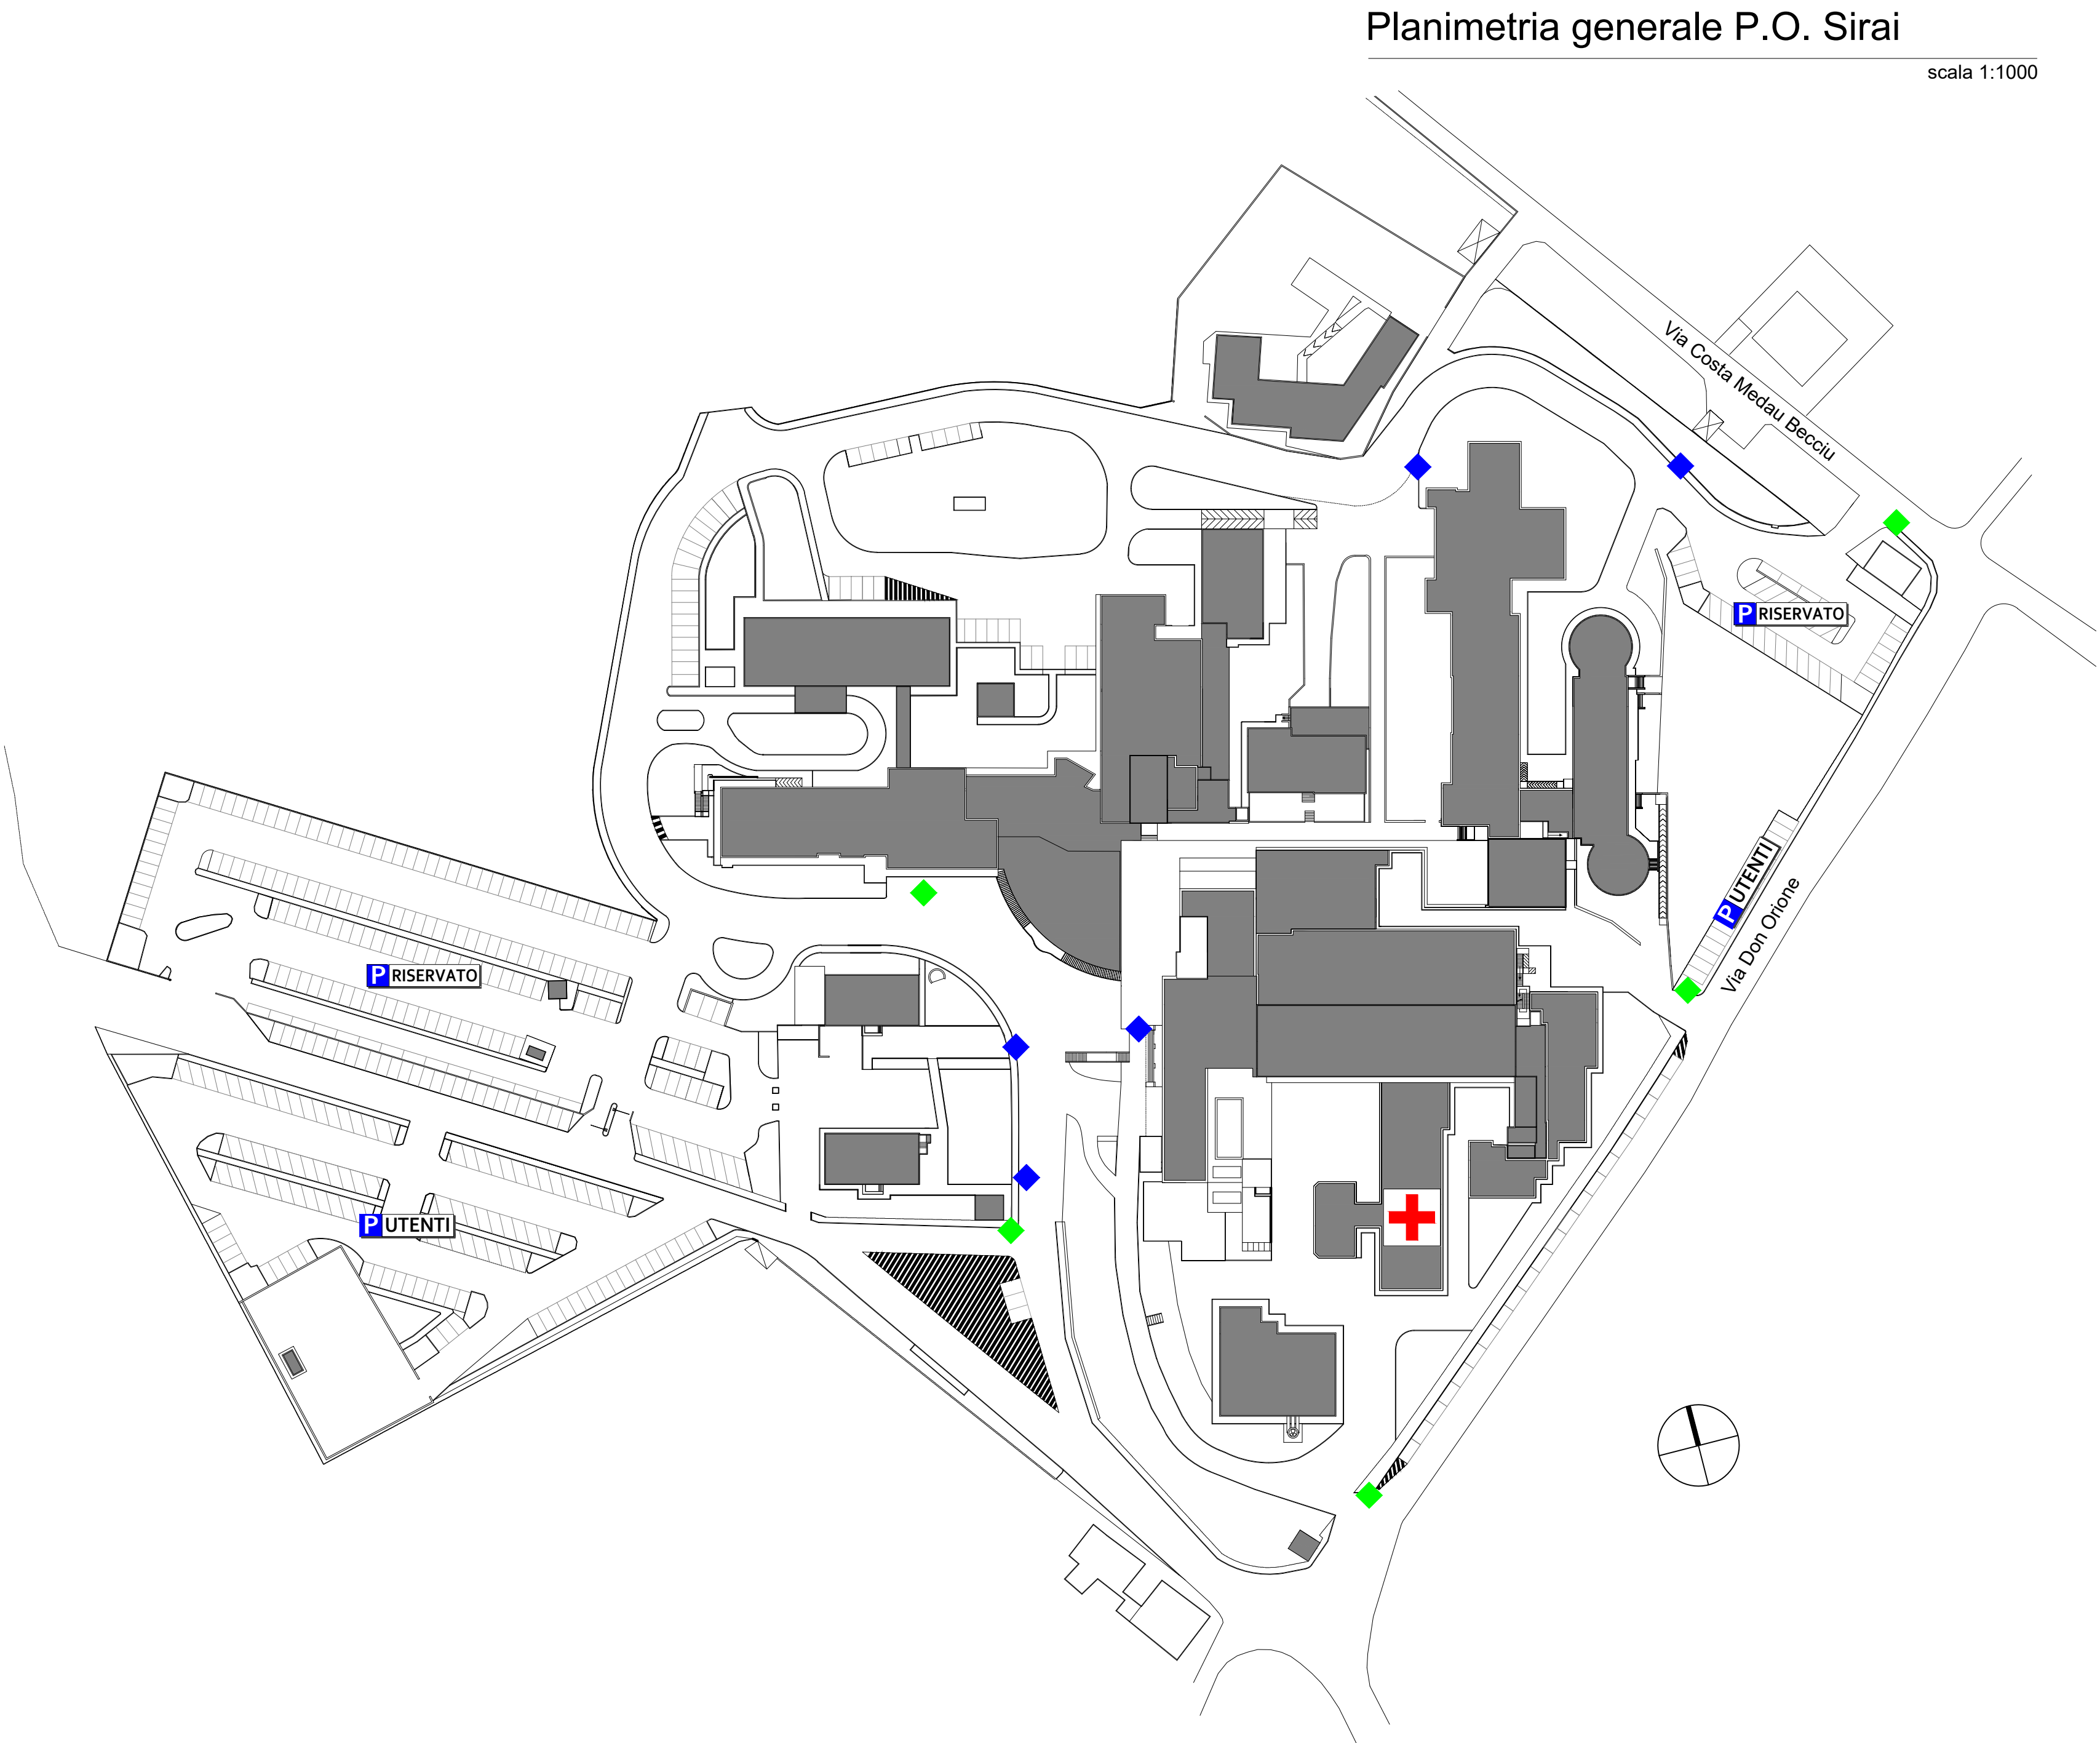 Planimetria generale P.O. Sirai
scala 1:1000
Via Costa Medau Becciu
P RISERVATO
P UTENTI
Via Don Orione
P RISERVATO
P UTENTI